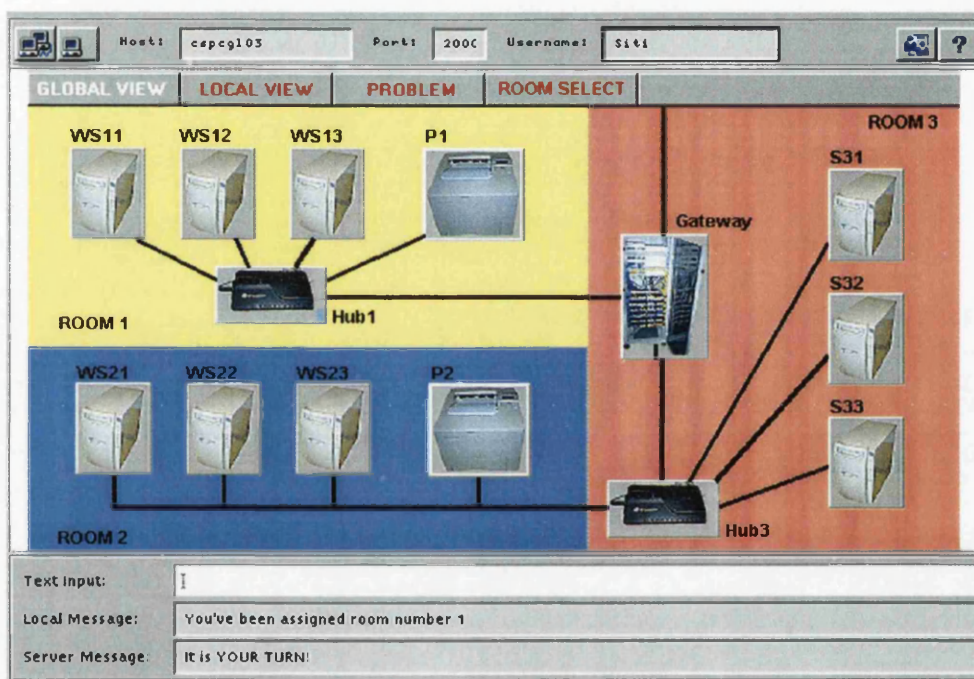 Host: cspcgl03 Port: 200C Username: Siti ?
GLOBAL VIEW LOCAL VIEW PROBLEM ROOM SELECT
WS11 WS12 WS13 P1 ROOM 3
S31
Gateway
S32
Hub1
ROOM 1
WS21 WS22 WS23 P2
S33
Hub3
ROOM 2
Text Input:
Local Message: You've been assigned room number 1
Server Message: It is YOUR TURN!